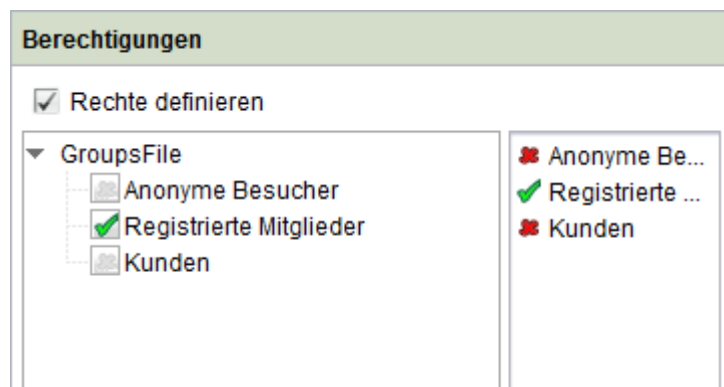 Berechtigungen
Rechte definieren
GroupsFile
Anonyme Besucher
Registrierte Mitglieder
Kunden
Anonyme Be...
Registrierte ...
Kunden